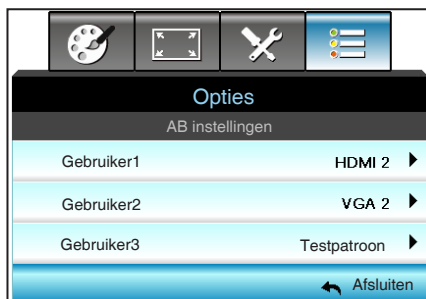 Opties
AB instellingen
Gebruiker1 HDMI 2
Gebruiker2 VGA 2
Gebruiker3 Testpatroon
Afsluiten